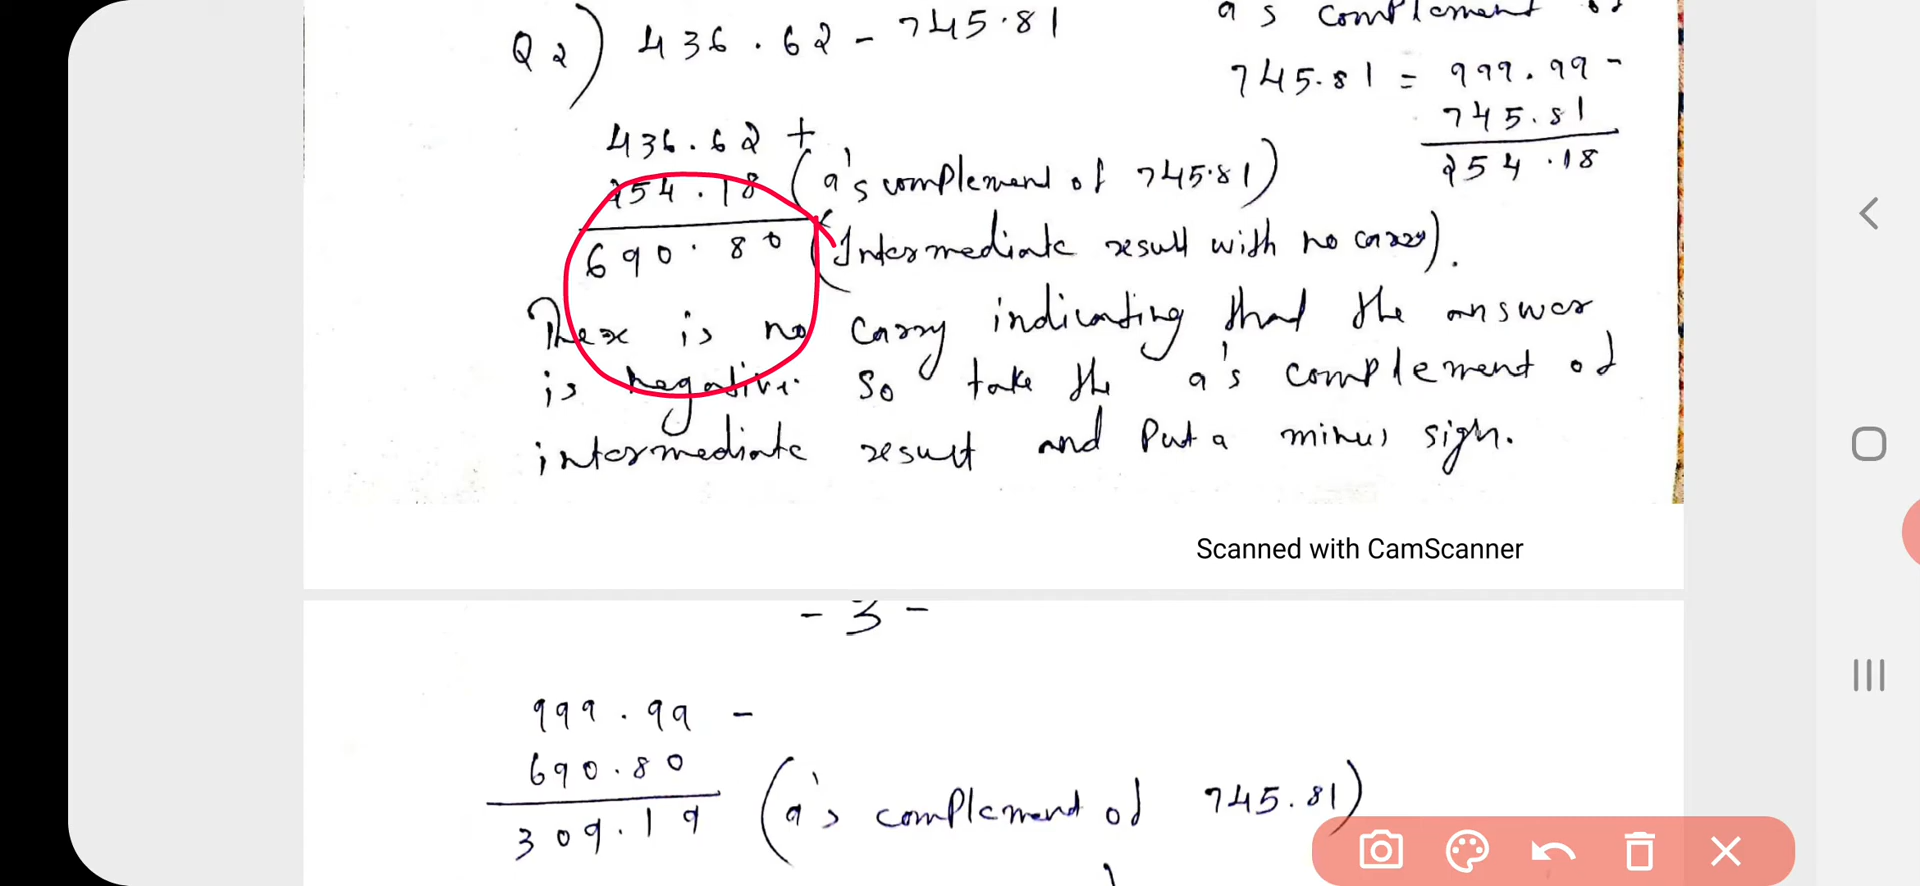 Q2) 436.62 - 745.81
9's complement of
745.81 = 999.99 -
745.81
254.18
436.62 +
254.18 (9's complement of 745.81)
690.80 (Intermediate result with no carry).
There is no carry indicating that the answer
is negative. So take the 9's complement of
intermediate result and Put a minus sign.
Scanned with CamScanner
- 3 -
999.99 -
690.80
309.19 (9's complement of 745.81)